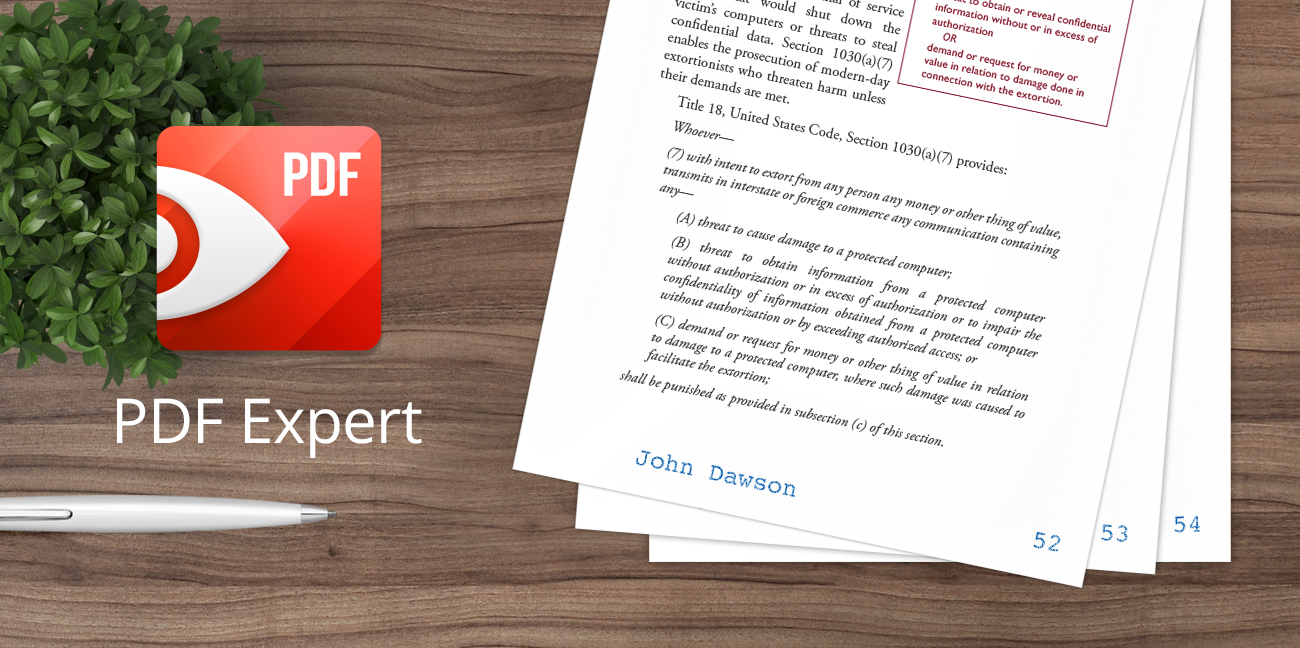 PDF
PDF Expert
of service
would shut down the
victim's computers or threats to steal
confidential data. Section 1030(a)(7)
enables the prosecution of modern-day
extortionists who threaten harm unless
their demands are met.
to obtain or reveal confidential
information without or in excess of
authorization
OR
demand or request for money or
value in relation to damage done in
connection with the extortion.
Title 18, United States Code, Section 1030(a)(7) provides:
Whoever—
(7) with intent to extort from any person any money or other thing of value,
transmits in interstate or foreign commerce any communication containing
any—
(A) threat to cause damage to a protected computer;
(B) threat to obtain information from a protected computer
without authorization or in excess of authorization or to impair the
confidentiality of information obtained from a protected computer
without authorization or by exceeding authorized access; or
(C) demand or request for money or other thing of value in relation
to damage to a protected computer, where such damage was caused to
facilitate the extortion;
shall be punished as provided in subsection (c) of this section.
John Dawson
52
53
54